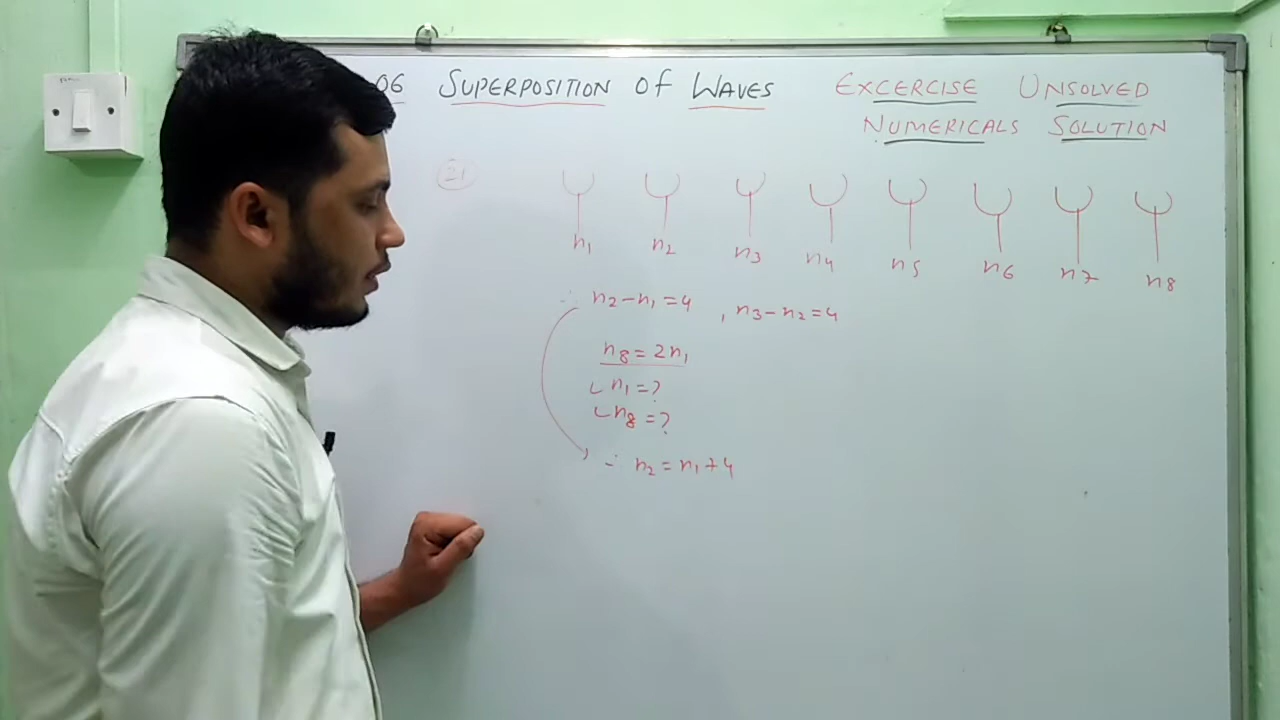 06 SUPERPOSITION OF WAVES EXCERCISE UNSOLVED
NUMERICALS SOLUTION
21
n1 n2 n3 n4 n5 n6 n7 n8
∴ n2-n1=4 , n3-n2=4
n8=2n1
n1=?
n8=?
∴ n2=n1+4